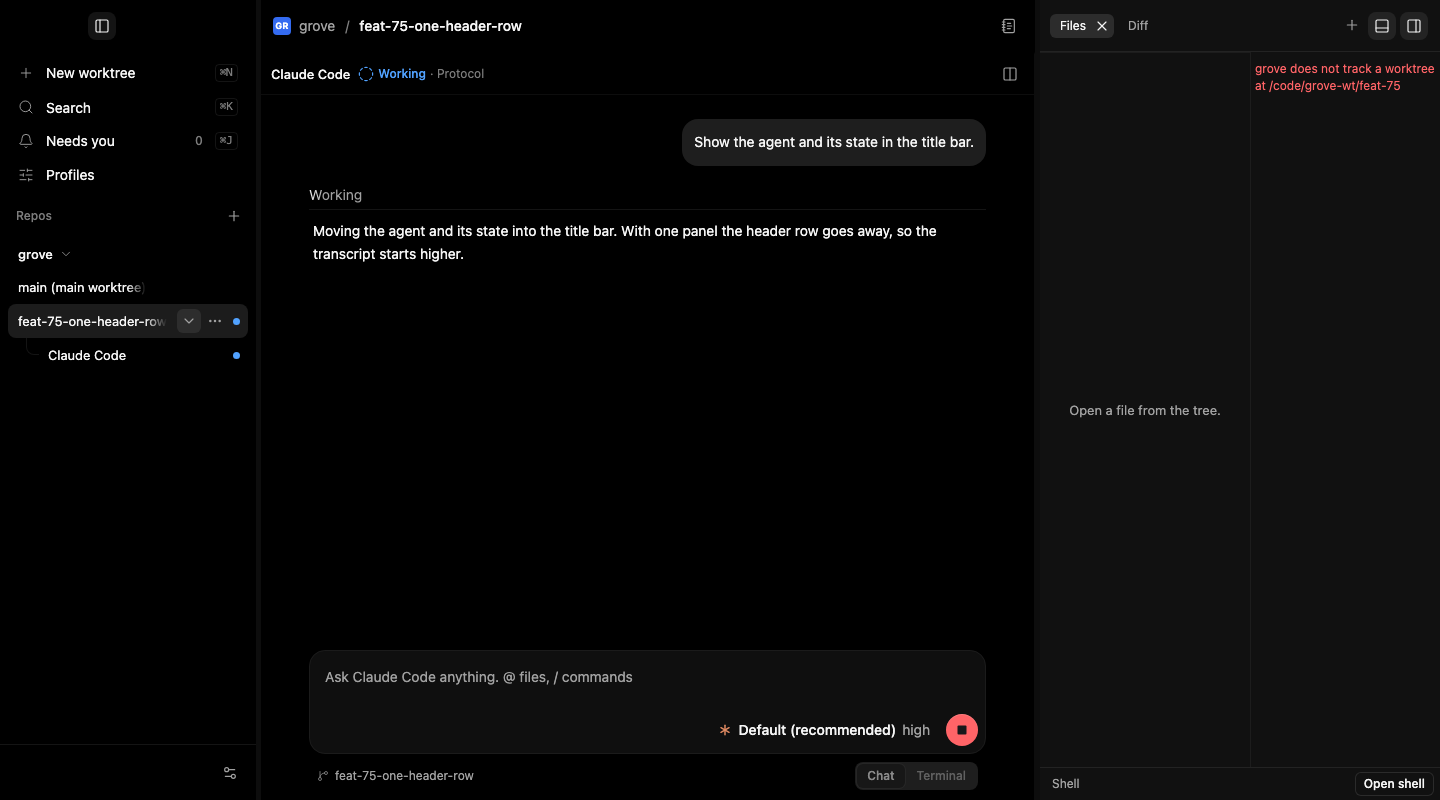 New worktree ⌘N
Search ⌘K
Needs you 0 ⌘J
Profiles
Repos
grove
main (main worktree)
feat-75-one-header-row
Claude Code
GR grove / feat-75-one-header-row
Claude Code Working · Protocol
Show the agent and its state in the title bar.
Working
Moving the agent and its state into the title bar. With one panel the header row goes away, so the
transcript starts higher.
Ask Claude Code anything. @ files, / commands
Default (recommended) high
feat-75-one-header-row
Chat Terminal
Files Diff
Open a file from the tree.
grove does not track a worktree
at /code/grove-wt/feat-75
Shell Open shell